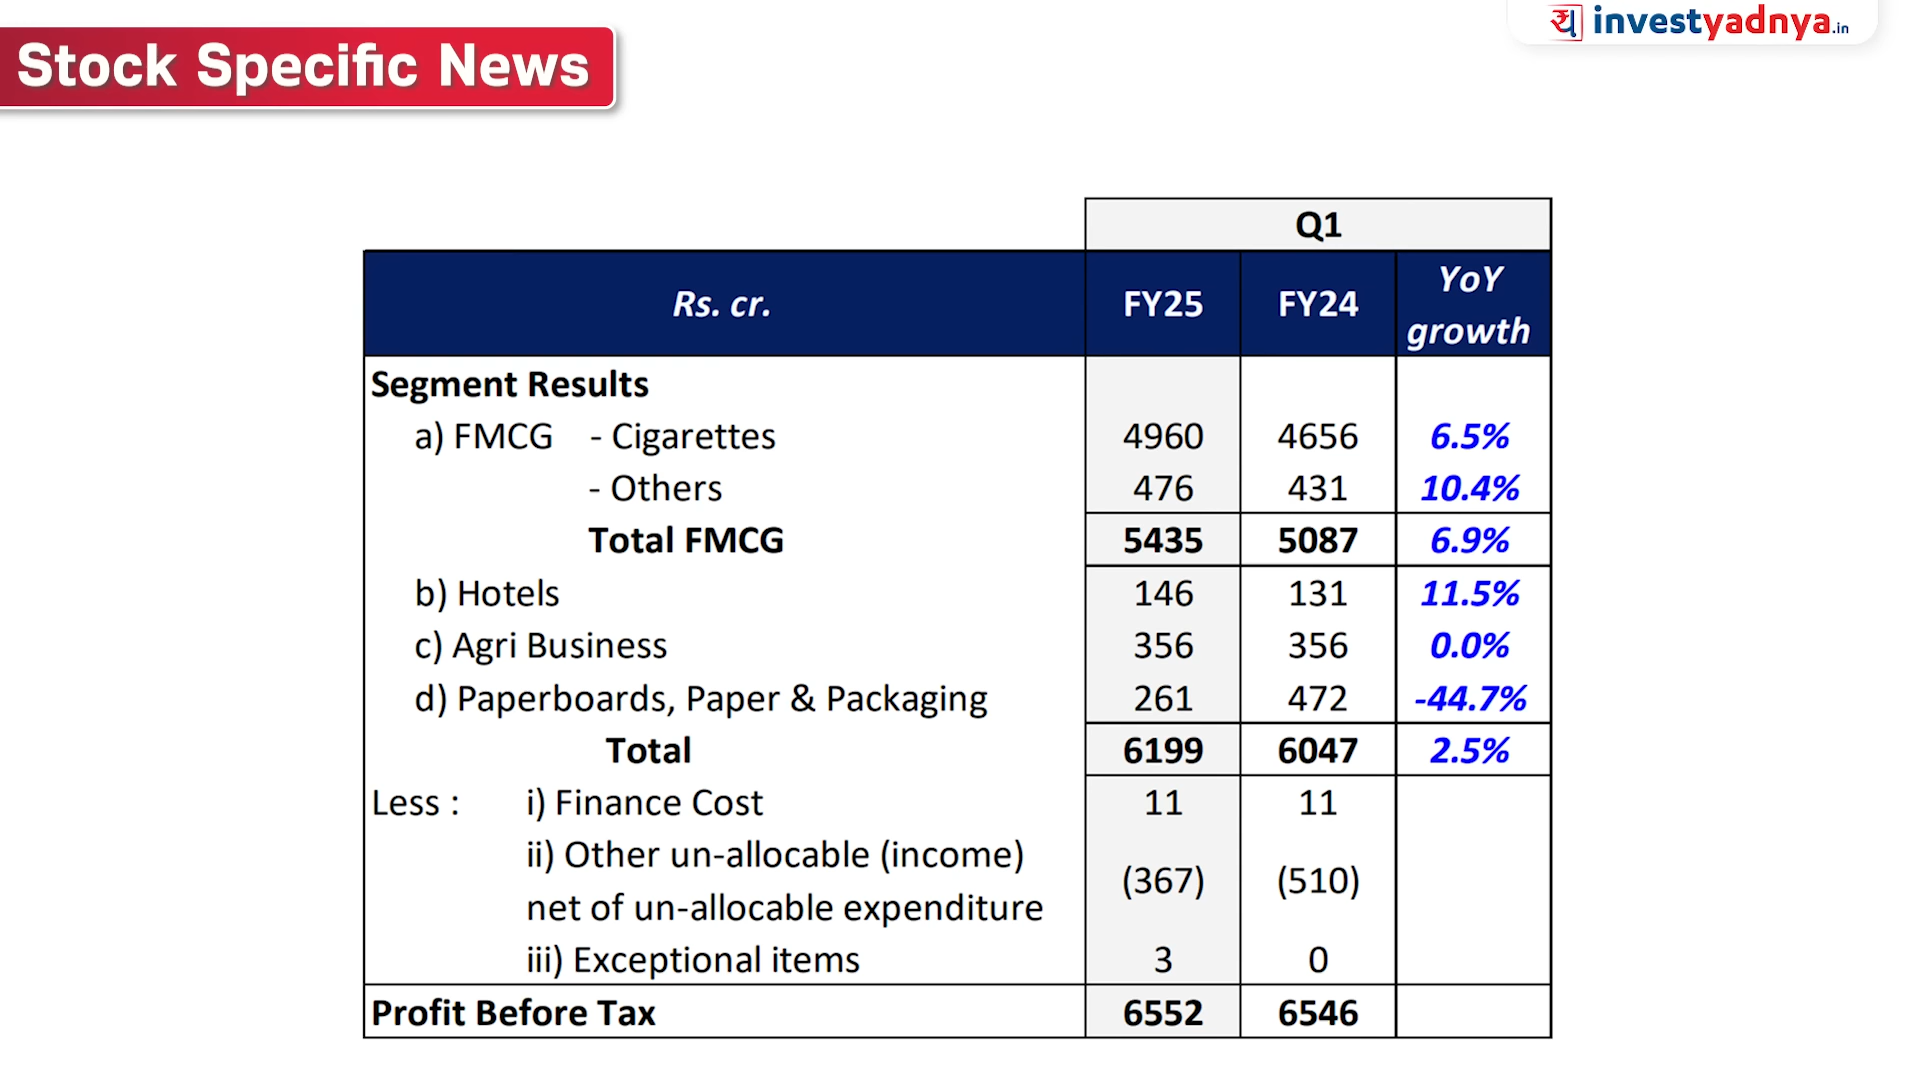 Stock Specific News
investyadnya.in
Q1
Rs. cr. FY25 FY24 YoY growth
Segment Results
a) FMCG - Cigarettes 4960 4656 6.5%
- Others 476 431 10.4%
Total FMCG 5435 5087 6.9%
b) Hotels 146 131 11.5%
c) Agri Business 356 356 0.0%
d) Paperboards, Paper & Packaging 261 472 -44.7%
Total 6199 6047 2.5%
Less : i) Finance Cost 11 11
ii) Other un-allocable (income)
net of un-allocable expenditure (367) (510)
iii) Exceptional items 3 0
Profit Before Tax 6552 6546